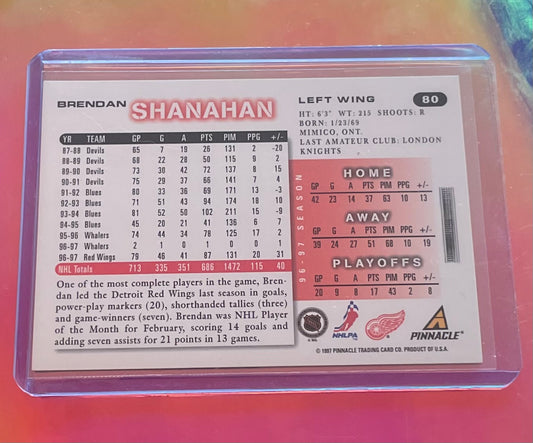 BRENDAN SHANAHAN
LEFT WING 80
HT: 6'3" WT: 215 SHOOTS: R
BORN: 1/23/69
MIMICO, ONT.
LAST AMATEUR CLUB: LONDON
KNIGHTS
YR TEAM GP G A PTS PIM PPG +/-
87-88 Devils 65 7 19 26 131 2 -20
88-89 Devils 68 22 28 50 115 9 2
89-90 Devils 73 30 42 72 137 8 15
90-91 Devils 75 29 37 66 141 7 4
91-92 Blues 80 33 36 69 171 13 -3
92-93 Blues 71 51 43 94 174 18 10
93-94 Blues 81 52 50 102 211 15 -9
94-95 Blues 45 20 21 41 136 6 7
95-96 Whalers 74 44 34 78 125 17 2
96-97 Whalers 2 1 0 1 0 0 1
96-97 Red Wings 79 46 41 87 131 20 31
NHL Totals 713 335 351 686 1472 115 40
One of the most complete players in the game, Bren-
dan led the Detroit Red Wings last season in goals,
power-play markers (20), shorthanded tallies (three)
and game-winners (seven). Brendan was NHL Player
of the Month for February, scoring 14 goals and
adding seven assists for 21 points in 13 games.
96-97 SEASON
HOME
GP G A PTS PIM PPG +/-
42 23 14 37 36 10 13
AWAY
GP G A PTS PIM PPG +/-
39 24 27 51 95 10 19
PLAYOFFS
GP G A PTS PIM PPG +/-
20 9 8 17 43 2 8
NHL
NHLPA
PINNACLE
© 1997 PINNACLE TRADING CARD CO. PRODUCT OF U.S.A.